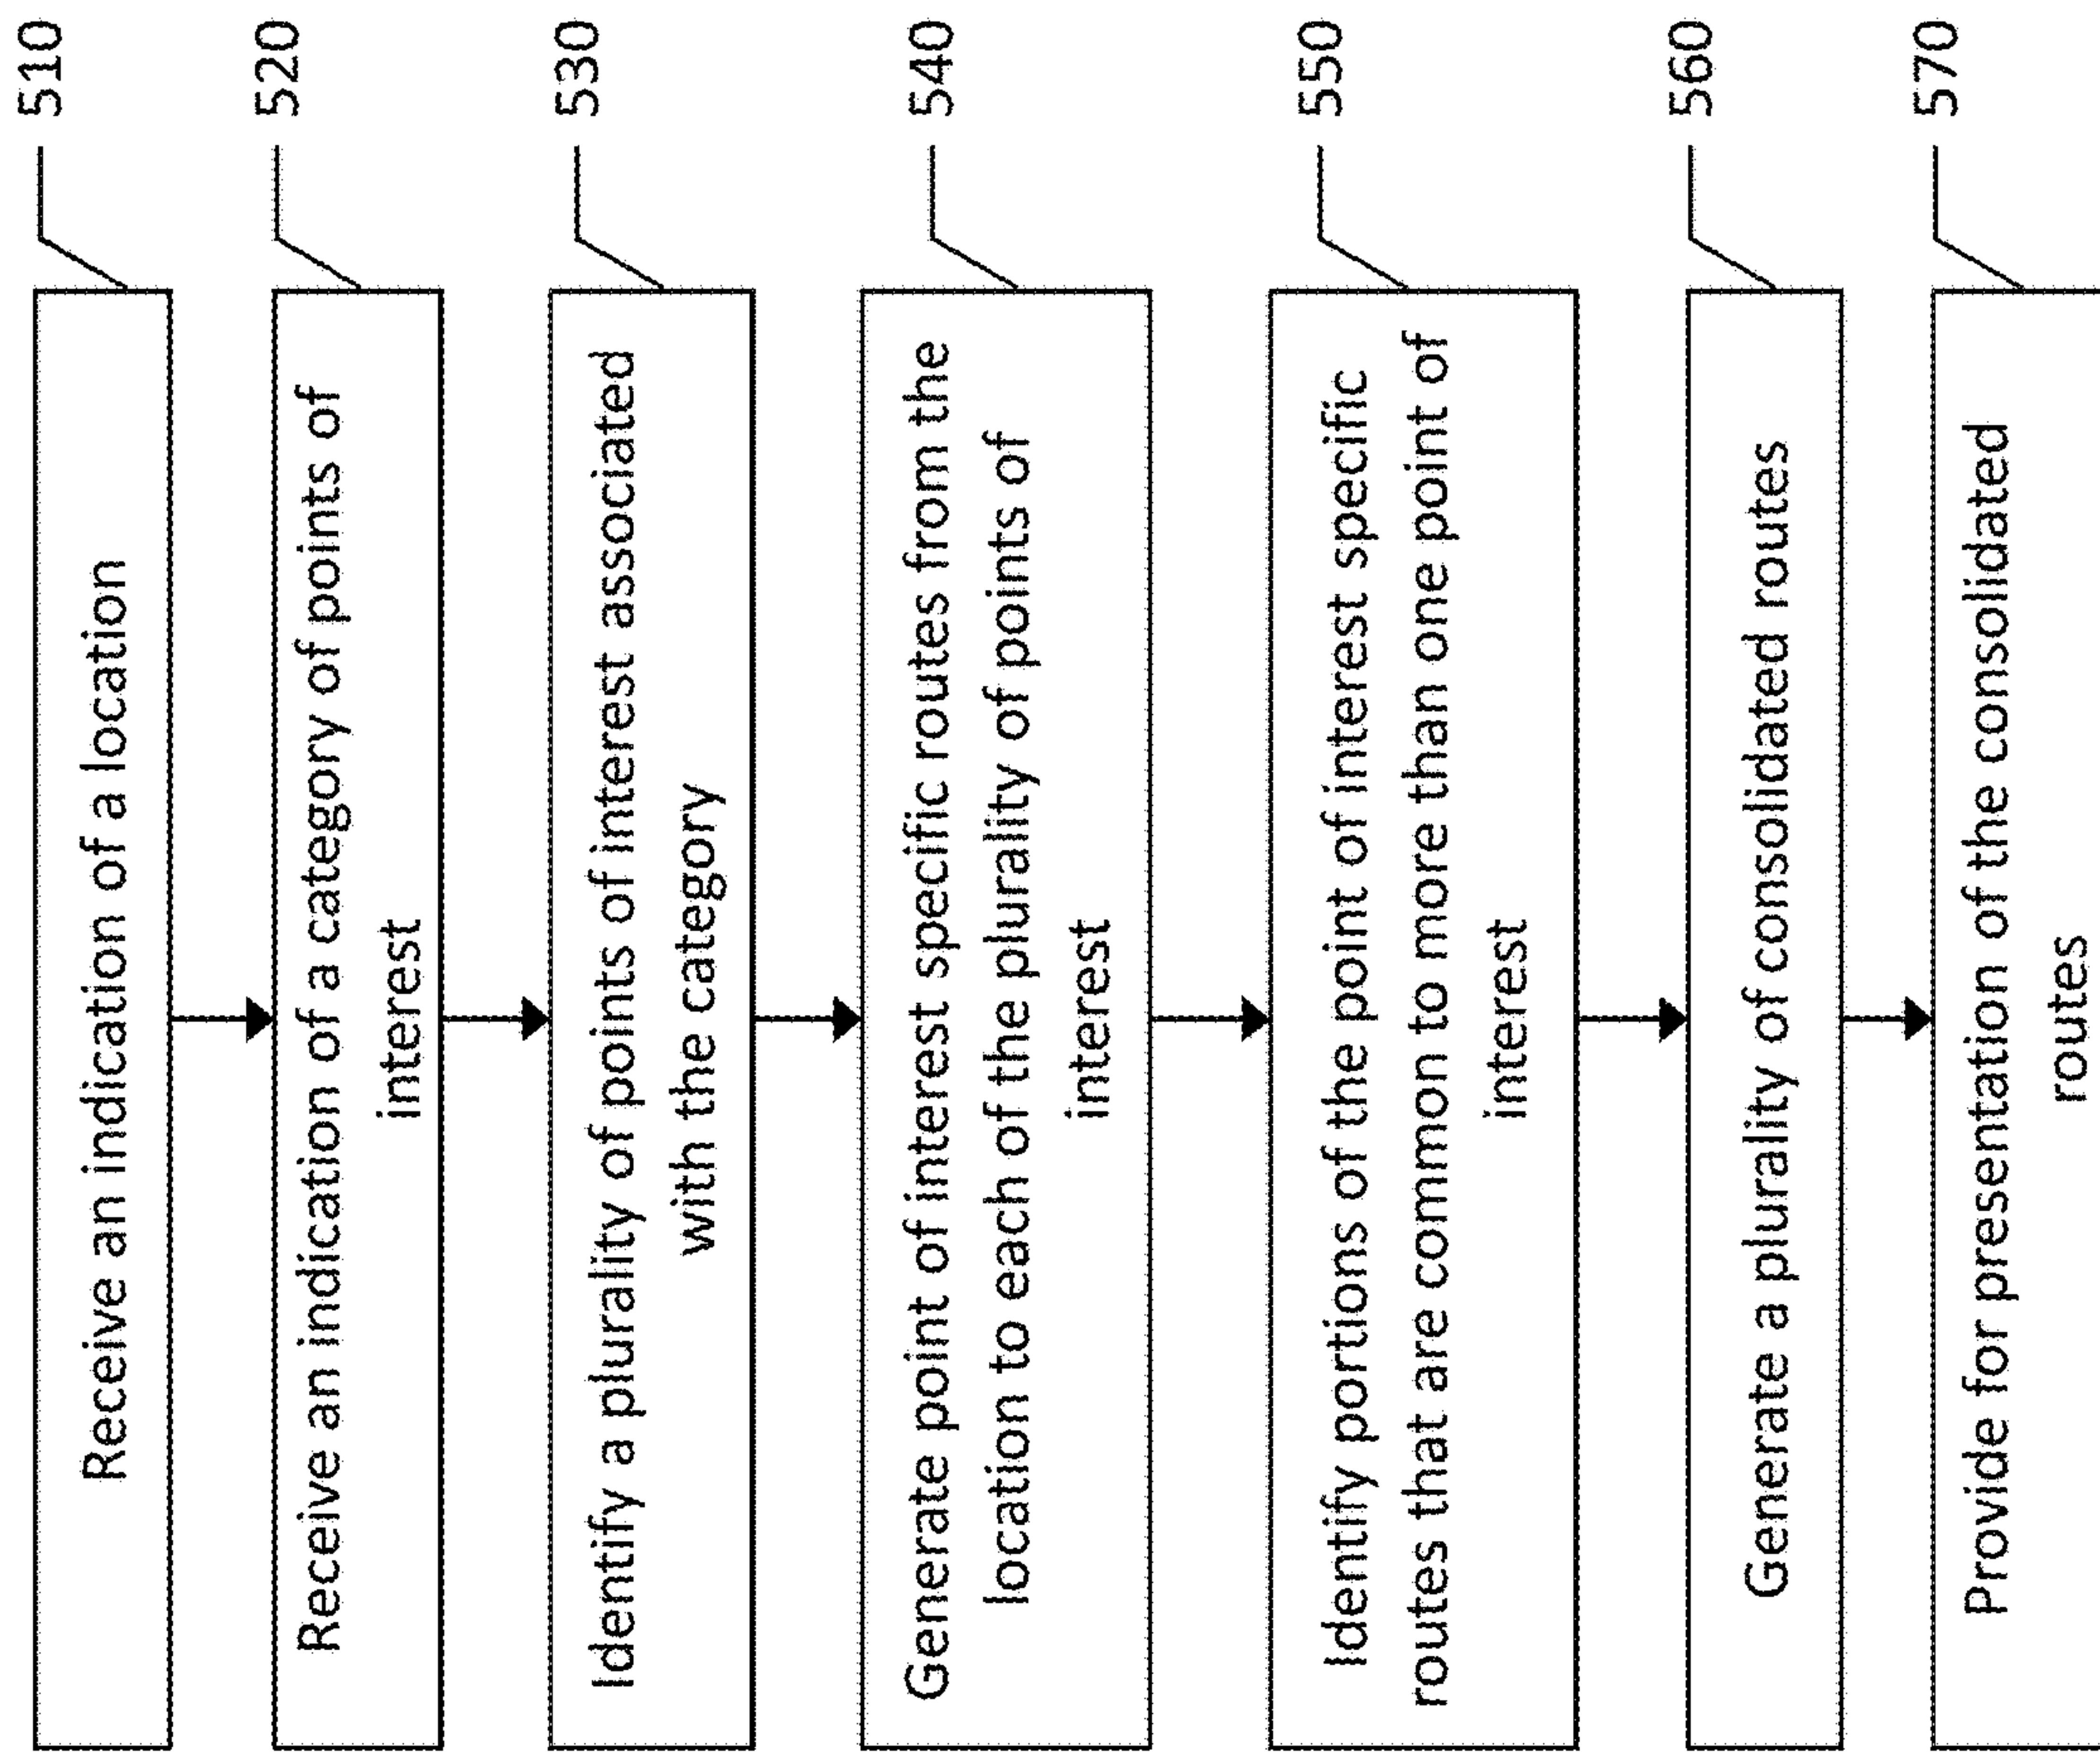 Receive an indication of a location
510
Receive an indication of a category of points of
interest
520
Identify a plurality of points of interest associated
with the category
530
Generate point of interest specific routes from the
location to each of the plurality of points of
interest
540
Identify portions of the point of interest specific
routes that are common to more than one point of
interest
550
Generate a plurality of consolidated routes
560
Provide for presentation of the consolidated
routes
570